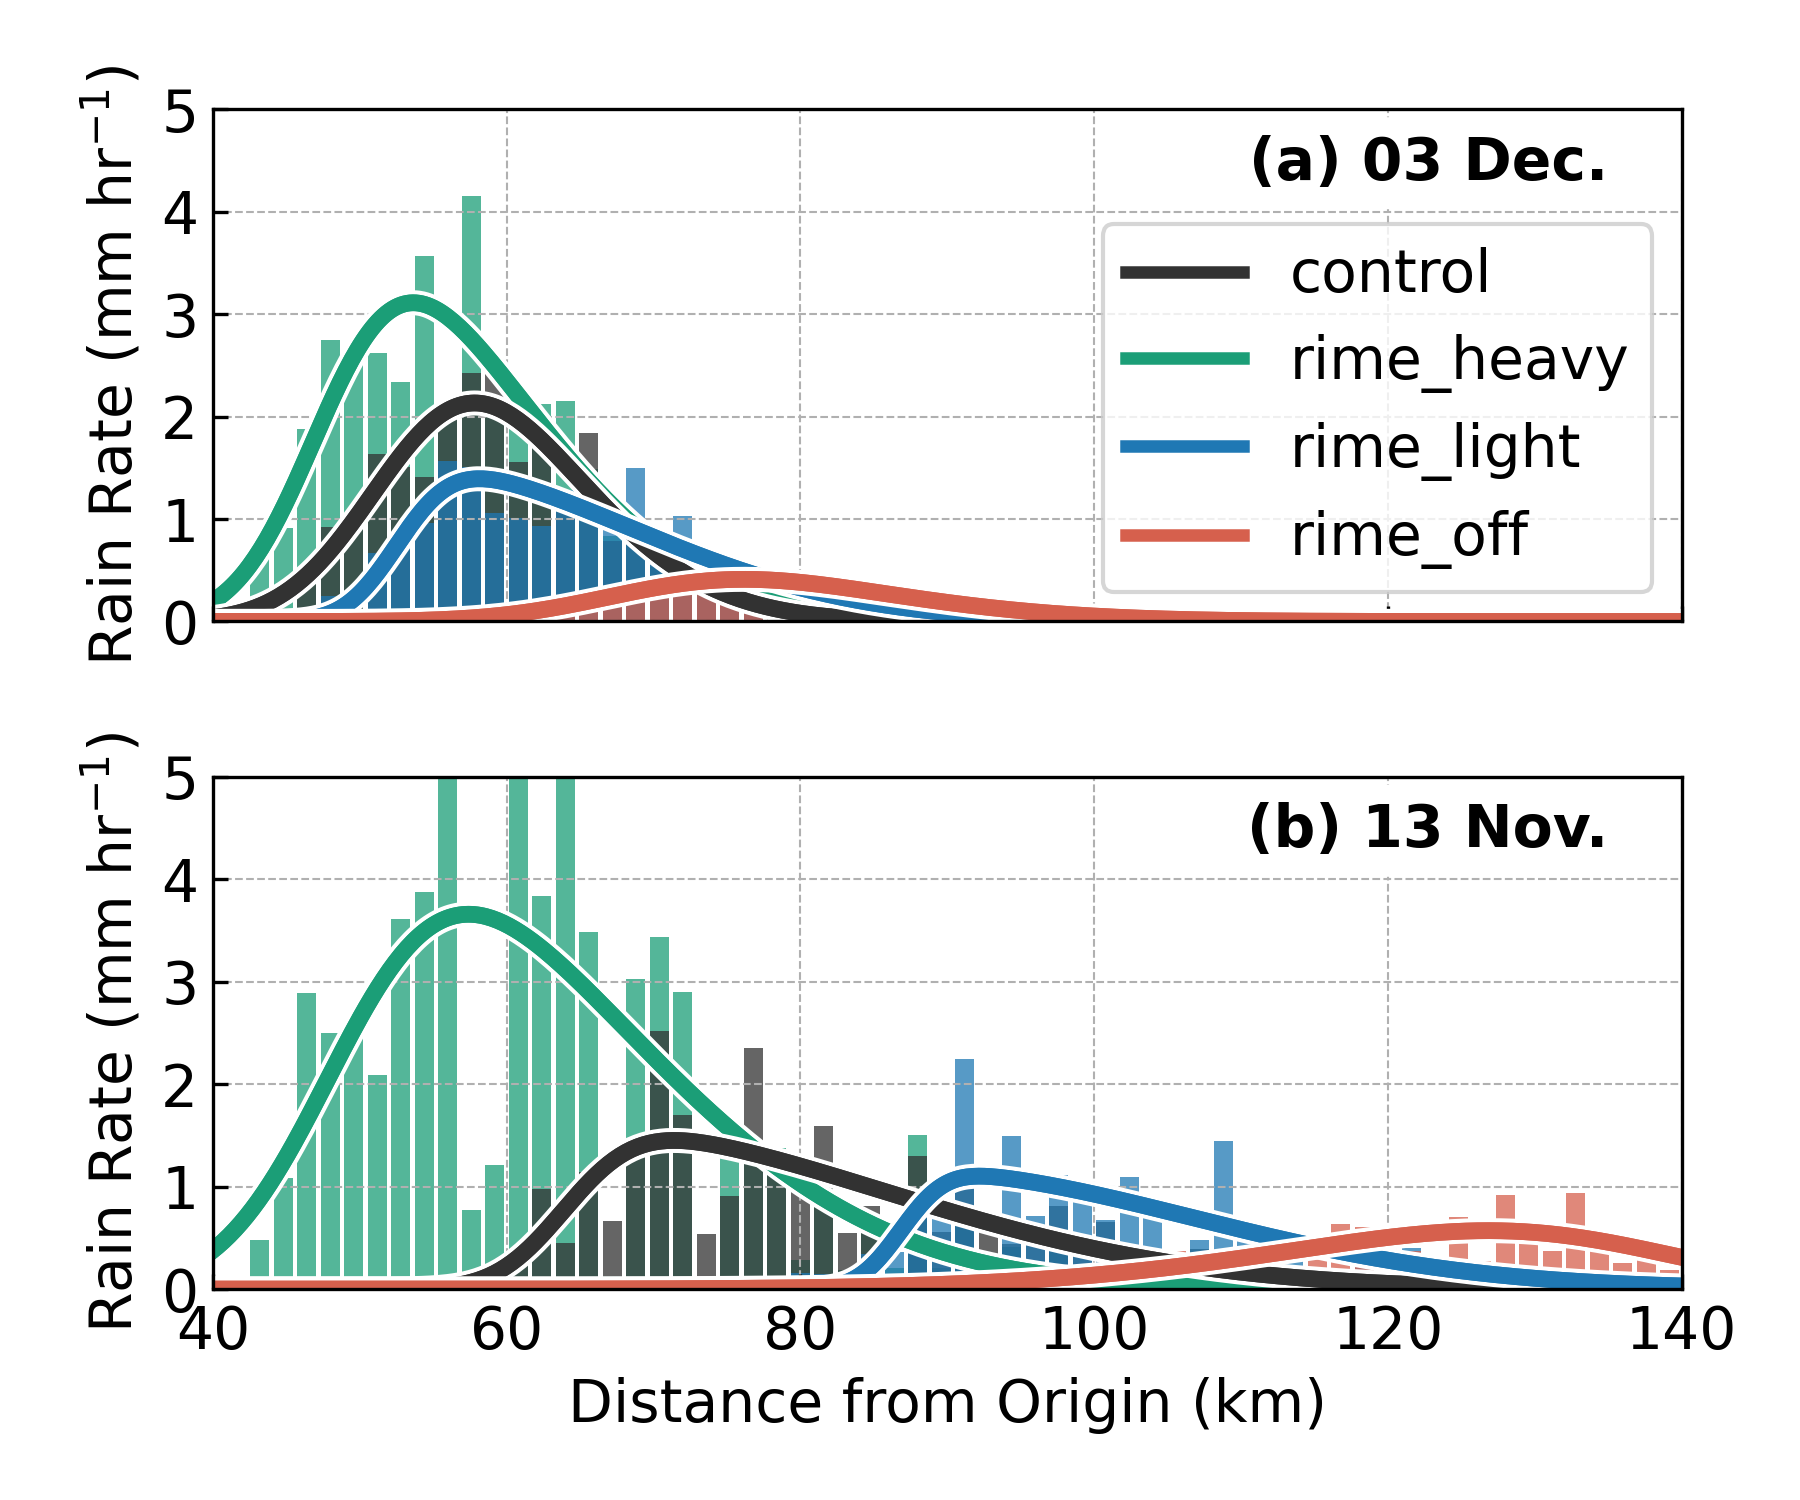 Rain Rate (mm hr⁻¹)
5
4
3
2
1
0
(a) 03 Dec.
control
rime_heavy
rime_light
rime_off
Rain Rate (mm hr⁻¹)
5
4
3
2
1
0
(b) 13 Nov.
40 60 80 100 120 140
Distance from Origin (km)